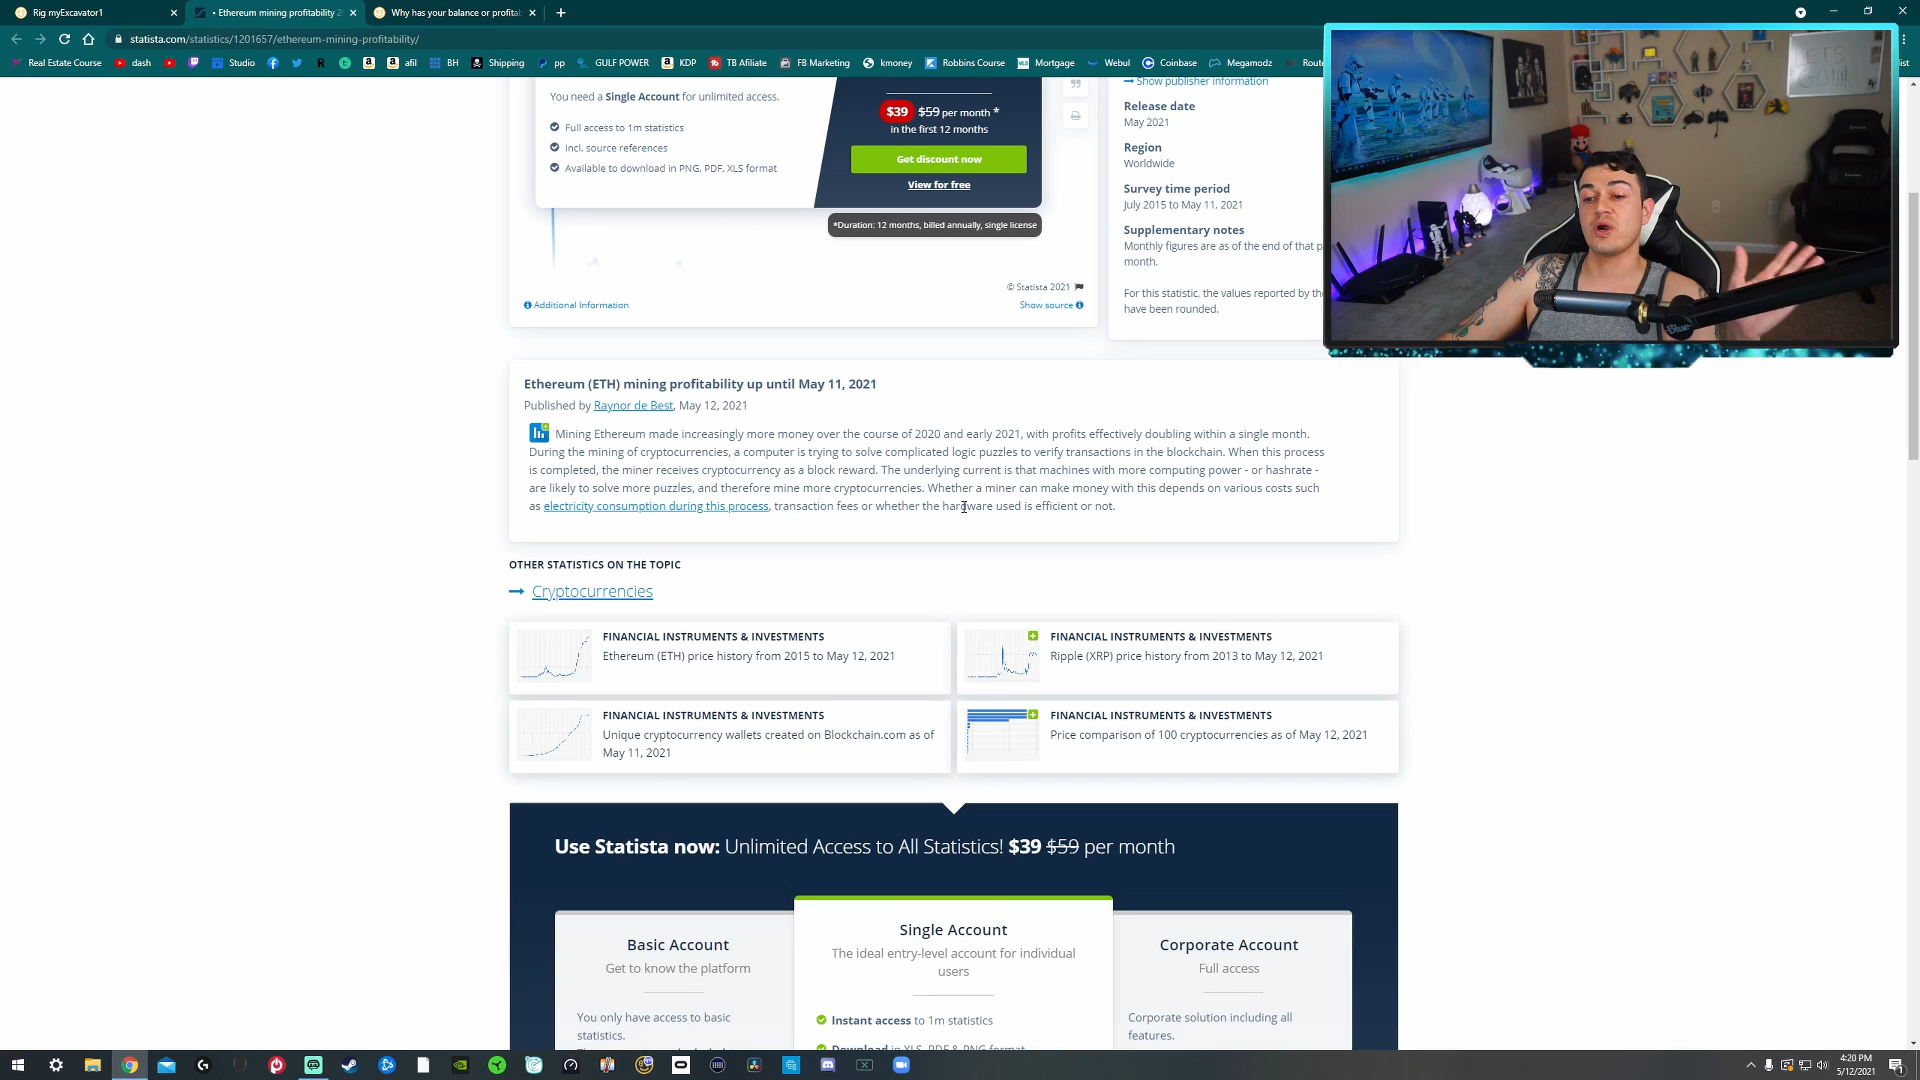 Rig myExcavator1
• Ethereum mining profitability 2
Why has your balance or profitab
statista.com/statistics/1201657/ethereum-mining-profitability/
Real Estate Course
dash
Studio
BH
afil
Shipping
pp
GULF POWER
KDP
TB Afiliate
FB Marketing
kmoney
Robbins Course
Mortgage
Webul
Coinbase
Megamodz
LETS
GO!!!
You need a Single Account for unlimited access.
Full access to 1m statistics
Incl. source references
Available to download in PNG, PDF, XLS format
$39 $59 per month *
in the first 12 months
Get discount now
View for free
*Duration: 12 months, billed annually, single license
© Statista 2021
Additional Information
Show source
Show publisher information
Release date
May 2021
Region
Worldwide
Survey time period
July 2015 to May 11, 2021
Supplementary notes
Monthly figures are as of the end of that
month.
For this statistic, the values reported by the
have been rounded.
Ethereum (ETH) mining profitability up until May 11, 2021
Published by Raynor de Best, May 12, 2021
Mining Ethereum made increasingly more money over the course of 2020 and early 2021, with profits effectively doubling within a single month.
During the mining of cryptocurrencies, a computer is trying to solve complicated logic puzzles to verify transactions in the blockchain. When this process
is completed, the miner receives cryptocurrency as a block reward. The underlying current is that machines with more computing power - or hashrate -
are likely to solve more puzzles, and therefore mine more cryptocurrencies. Whether a miner can make money with this depends on various costs such
as electricity consumption during this process, transaction fees or whether the hardware used is efficient or not.
OTHER STATISTICS ON THE TOPIC
Cryptocurrencies
FINANCIAL INSTRUMENTS & INVESTMENTS
Ethereum (ETH) price history from 2015 to May 12, 2021
FINANCIAL INSTRUMENTS & INVESTMENTS
Ripple (XRP) price history from 2013 to May 12, 2021
FINANCIAL INSTRUMENTS & INVESTMENTS
Unique cryptocurrency wallets created on Blockchain.com as of
May 11, 2021
FINANCIAL INSTRUMENTS & INVESTMENTS
Price comparison of 100 cryptocurrencies as of May 12, 2021
Use Statista now: Unlimited Access to All Statistics! $39 $59 per month
Basic Account
Get to know the platform
You only have access to basic
statistics.
Single Account
The ideal entry-level account for individual
users
Instant access to 1m statistics
Download in XLS, PDF & PNG format
Corporate Account
Full access
Corporate solution including all
features.
4:20 PM
5/12/2021